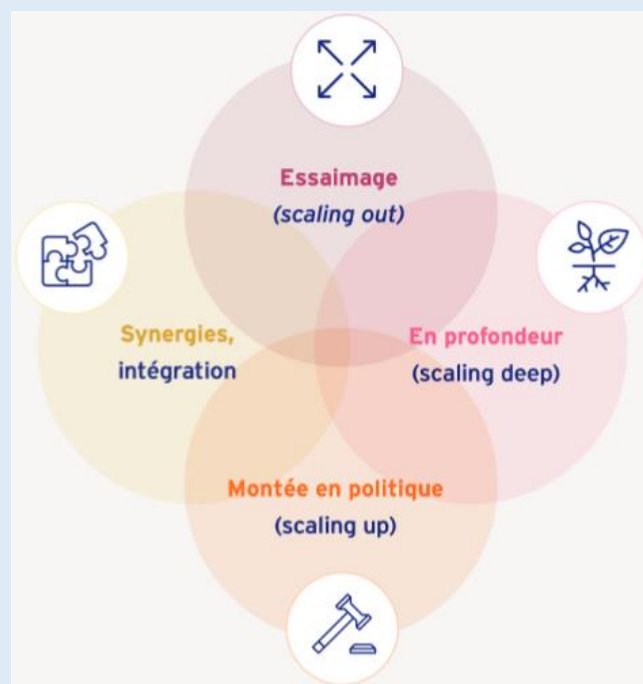 Essaimage
(scaling out)
Synergies,
intégration
En profondeur
(scaling deep)
Montée en politique
(scaling up)